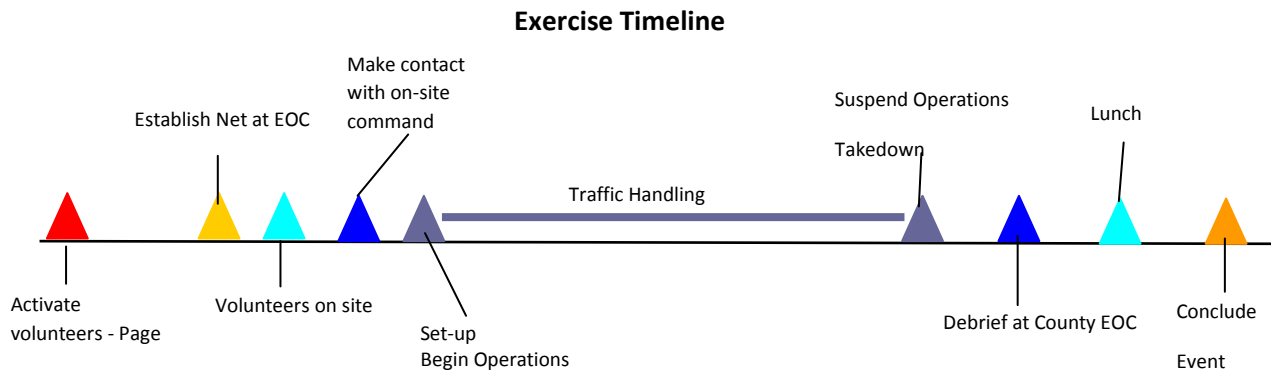 Exercise Timeline
Make contact
with on-site
command
Establish Net at EOC
Suspend Operations
Takedown
Lunch
Traffic Handling
Activate
volunteers - Page
Volunteers on site
Set-up
Begin Operations
Debrief at County EOC
Conclude
Event